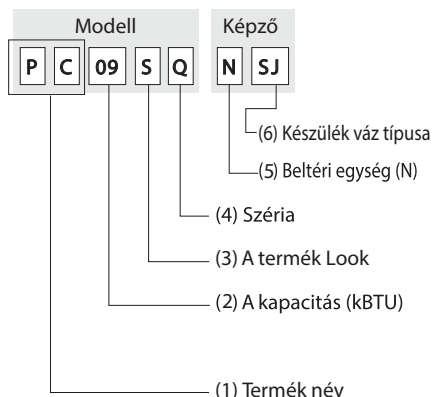 Modell Képző
P C 09 S Q N SJ
(6) Készülék váz típusa
(5) Beltéri egység (N)
(4) Széria
(3) A termék Look
(2) A kapacitás (kBTU)
(1) Termék név